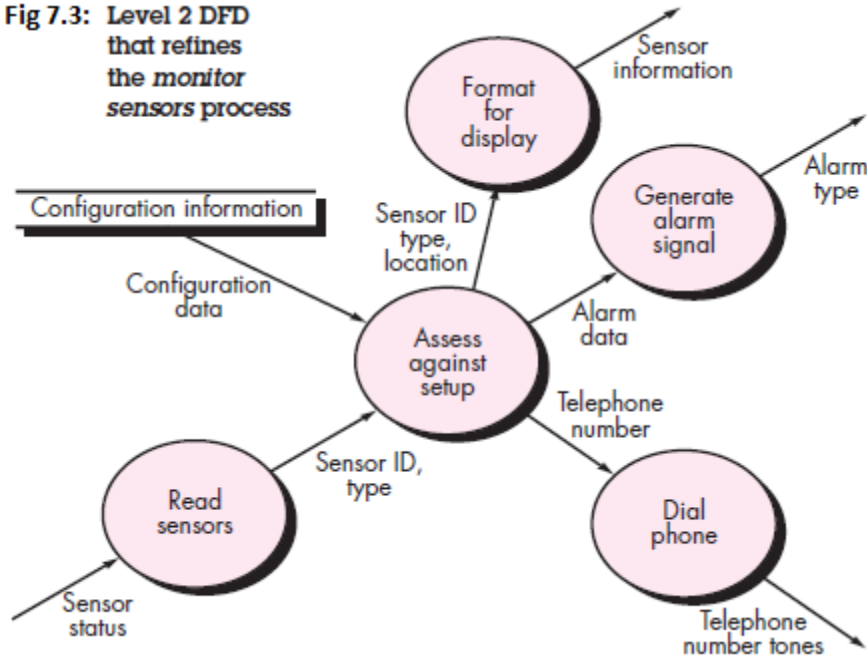 Fig 7.3: Level 2 DFD
that refines
the monitor
sensors process
Sensor
information
Format
for
display
Alarm
type
Generate
alarm
signal
Configuration information
Sensor ID
type,
location
Configuration
data
Alarm
data
Assess
against
setup
Telephone
number
Sensor ID,
type
Read
sensors
Dial
phone
Sensor
status
Telephone
number tones